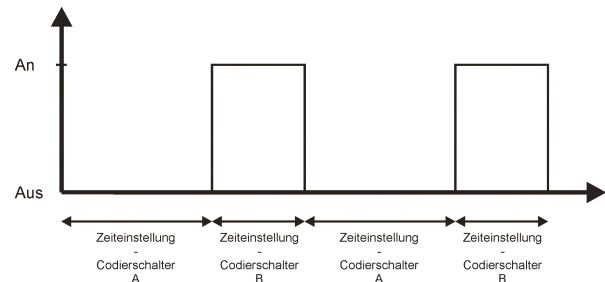 An
Aus
Zeiteinstellung
-
Codierschalter
A
Zeiteinstellung
-
Codierschalter
B
Zeiteinstellung
-
Codierschalter
A
Zeiteinstellung
-
Codierschalter
B